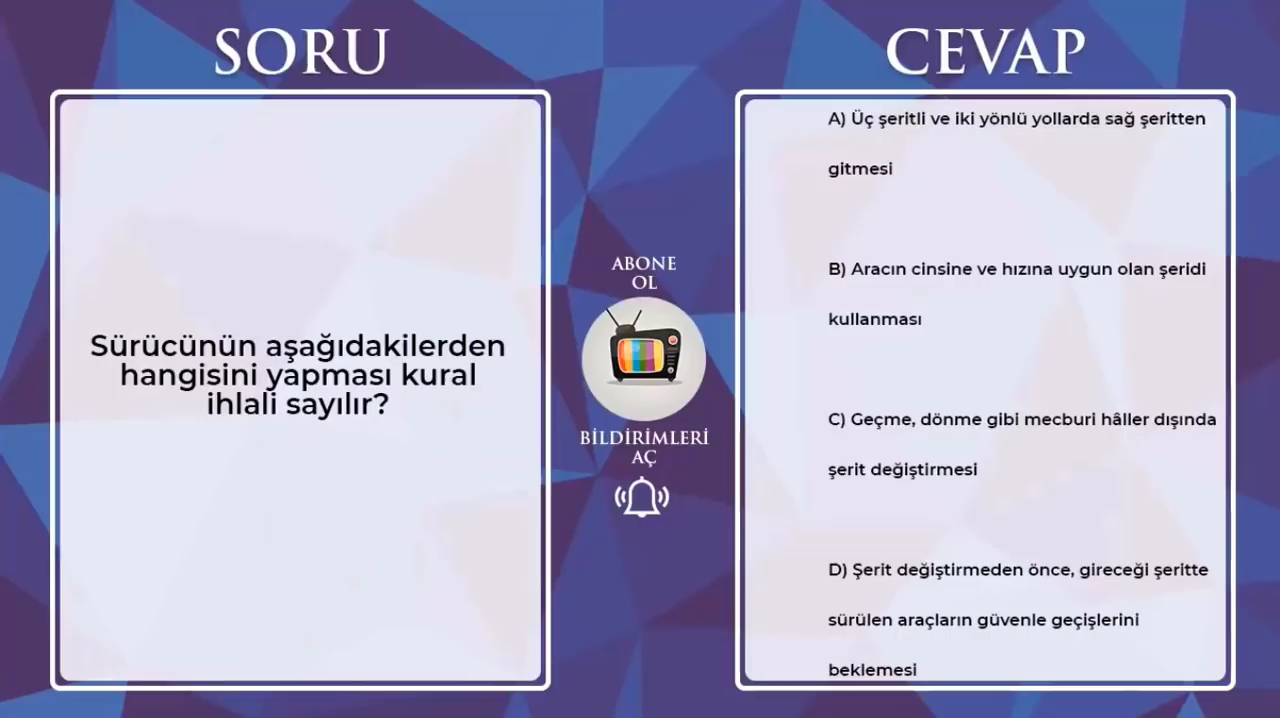 SORU
Sürücünün aşağıdakilerden
hangisini yapması kural
ihlali sayılır?
ABONE
OL
BİLDİRİMLERİ
AÇ
CEVAP
A) Üç şeritli ve iki yönlü yollarda sağ şeritten
gitmesi
B) Aracın cinsine ve hızına uygun olan şeridi
kullanması
C) Geçme, dönme gibi mecburi hâller dışında
şerit değiştirmesi
D) Şerit değiştirmeden önce, gireceği şeritte
sürülen araçların güvenle geçişlerini
beklemesi